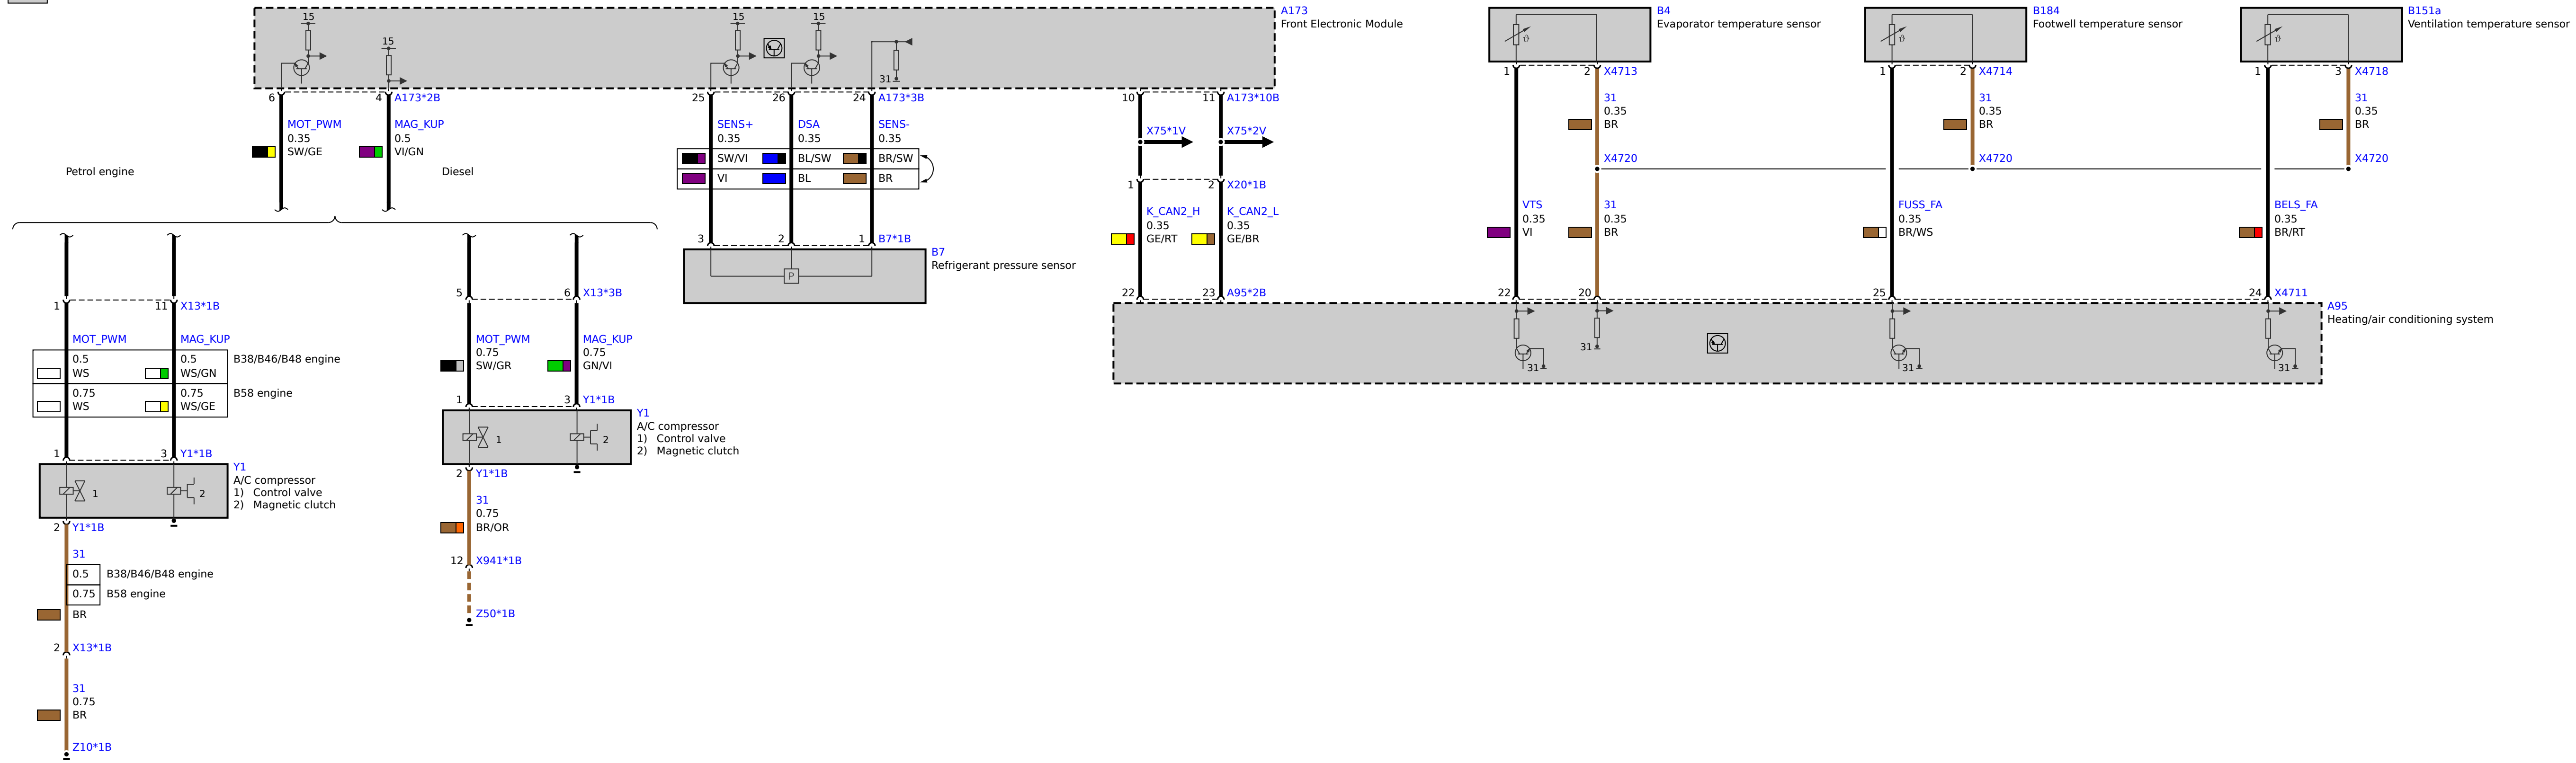 15
15
15
15
31
A173
Front Electronic Module
B4
Evaporator temperature sensor
ϑ
B184
Footwell temperature sensor
ϑ
B151a
Ventilation temperature sensor
ϑ
6
4
A173*2B
25
26
24
A173*3B
10
11
A173*10B
1
2
X4713
1
2
X4714
1
3
X4718
MOT_PWM
0.35
SW/GE
MAG_KUP
0.5
VI/GN
SENS+
0.35
SW/VI
VI
DSA
0.35
BL/SW
BL
SENS-
0.35
BR/SW
BR
X75*1V
X75*2V
31
0.35
BR
31
0.35
BR
31
0.35
BR
X4720
X4720
X4720
Petrol engine
Diesel
1
2
X20*1B
K_CAN2_H
0.35
GE/RT
K_CAN2_L
0.35
GE/BR
VTS
0.35
VI
31
0.35
BR
FUSS_FA
0.35
BR/WS
BELS_FA
0.35
BR/RT
3
2
1
B7*1B
P
B7
Refrigerant pressure sensor
22
23
A95*2B
22
20
25
24
X4711
A95
Heating/air conditioning system
31
31
31
31
1
11
X13*1B
MOT_PWM
MAG_KUP
0.5
WS
0.5
WS/GN
B38/B46/B48 engine
0.75
WS
0.75
WS/GE
B58 engine
1
3
Y1*1B
1
2
Y1
A/C compressor
1) Control valve
2) Magnetic clutch
2
Y1*1B
31
0.5
B38/B46/B48 engine
0.75
B58 engine
BR
2
X13*1B
31
0.75
BR
Z10*1B
5
6
X13*3B
MOT_PWM
0.75
SW/GR
MAG_KUP
0.75
GN/VI
1
3
Y1*1B
1
2
Y1
A/C compressor
1) Control valve
2) Magnetic clutch
2
Y1*1B
31
0.75
BR/OR
12
X941*1B
Z50*1B